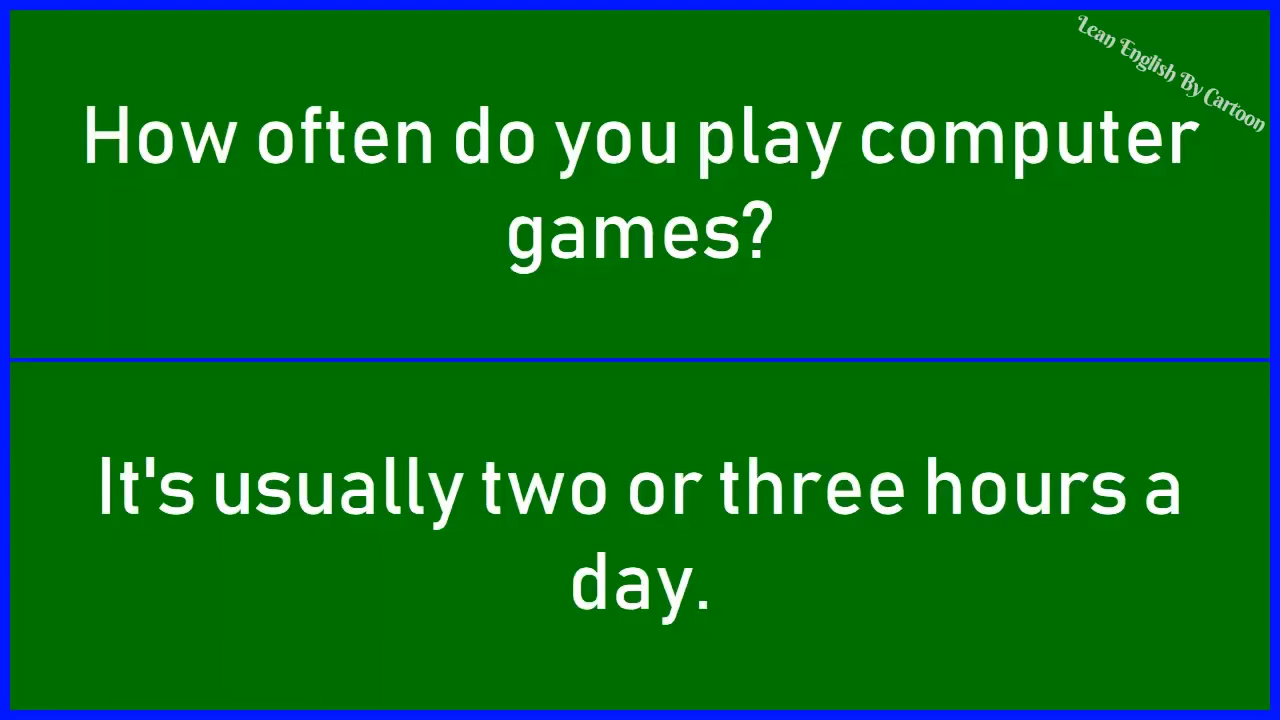 Lean English By Cartoon
How often do you play computer
games?
It's usually two or three hours a
day.